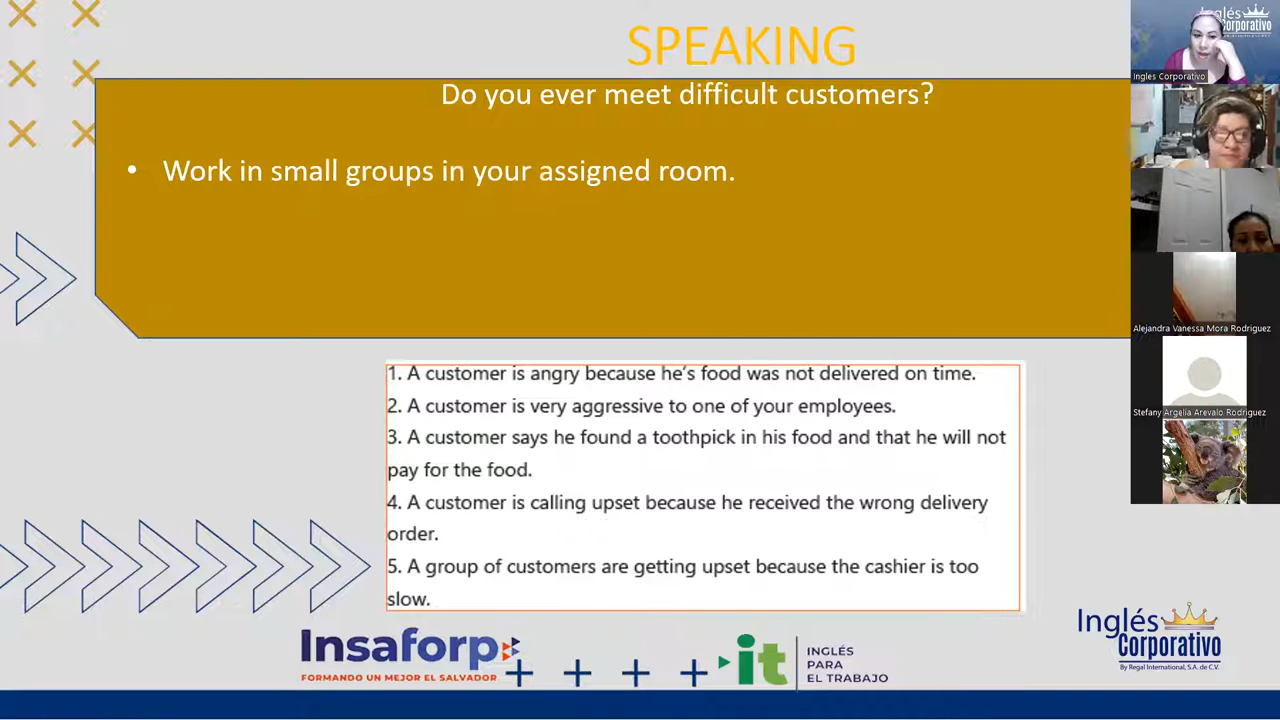 SPEAKING
Do you ever meet difficult customers?
• Work in small groups in your assigned room.
1. A customer is angry because he's food was not delivered on time.
2. A customer is very aggressive to one of your employees.
3. A customer says he found a toothpick in his food and that he will not
pay for the food.
4. A customer is calling upset because he received the wrong delivery
order.
5. A group of customers are getting upset because the cashier is too
slow.
Insaforp
FORMANDO UN MEJOR EL SALVADOR
it
INGLÉS
PARA
EL TRABAJO
Inglés
Corporativo
By Regal International, S.A. de C.V.
Inglés
Corporativo
Ingles Corporativo
Alejandra Vanessa Mora Rodriguez
Stefany Argelia Arevalo Rodriguez